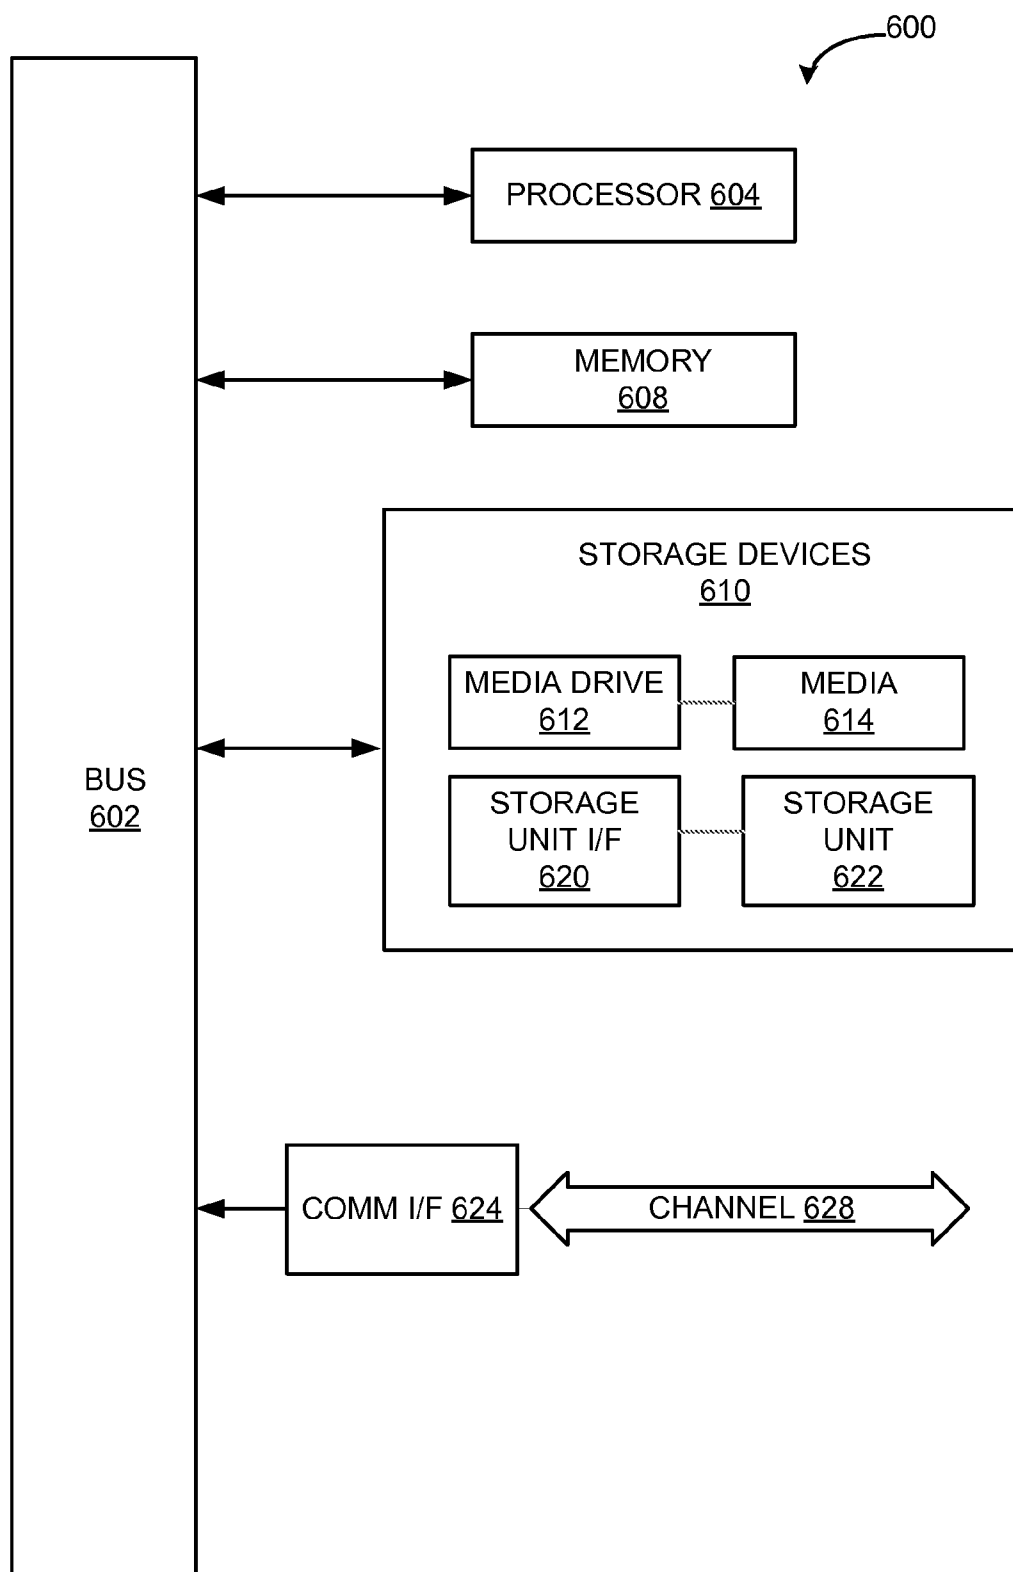 600
PROCESSOR 604
MEMORY
608
STORAGE DEVICES
610
MEDIA DRIVE
612
MEDIA
614
BUS
602
STORAGE
UNIT I/F
620
STORAGE
UNIT
622
COMM I/F 624
CHANNEL 628